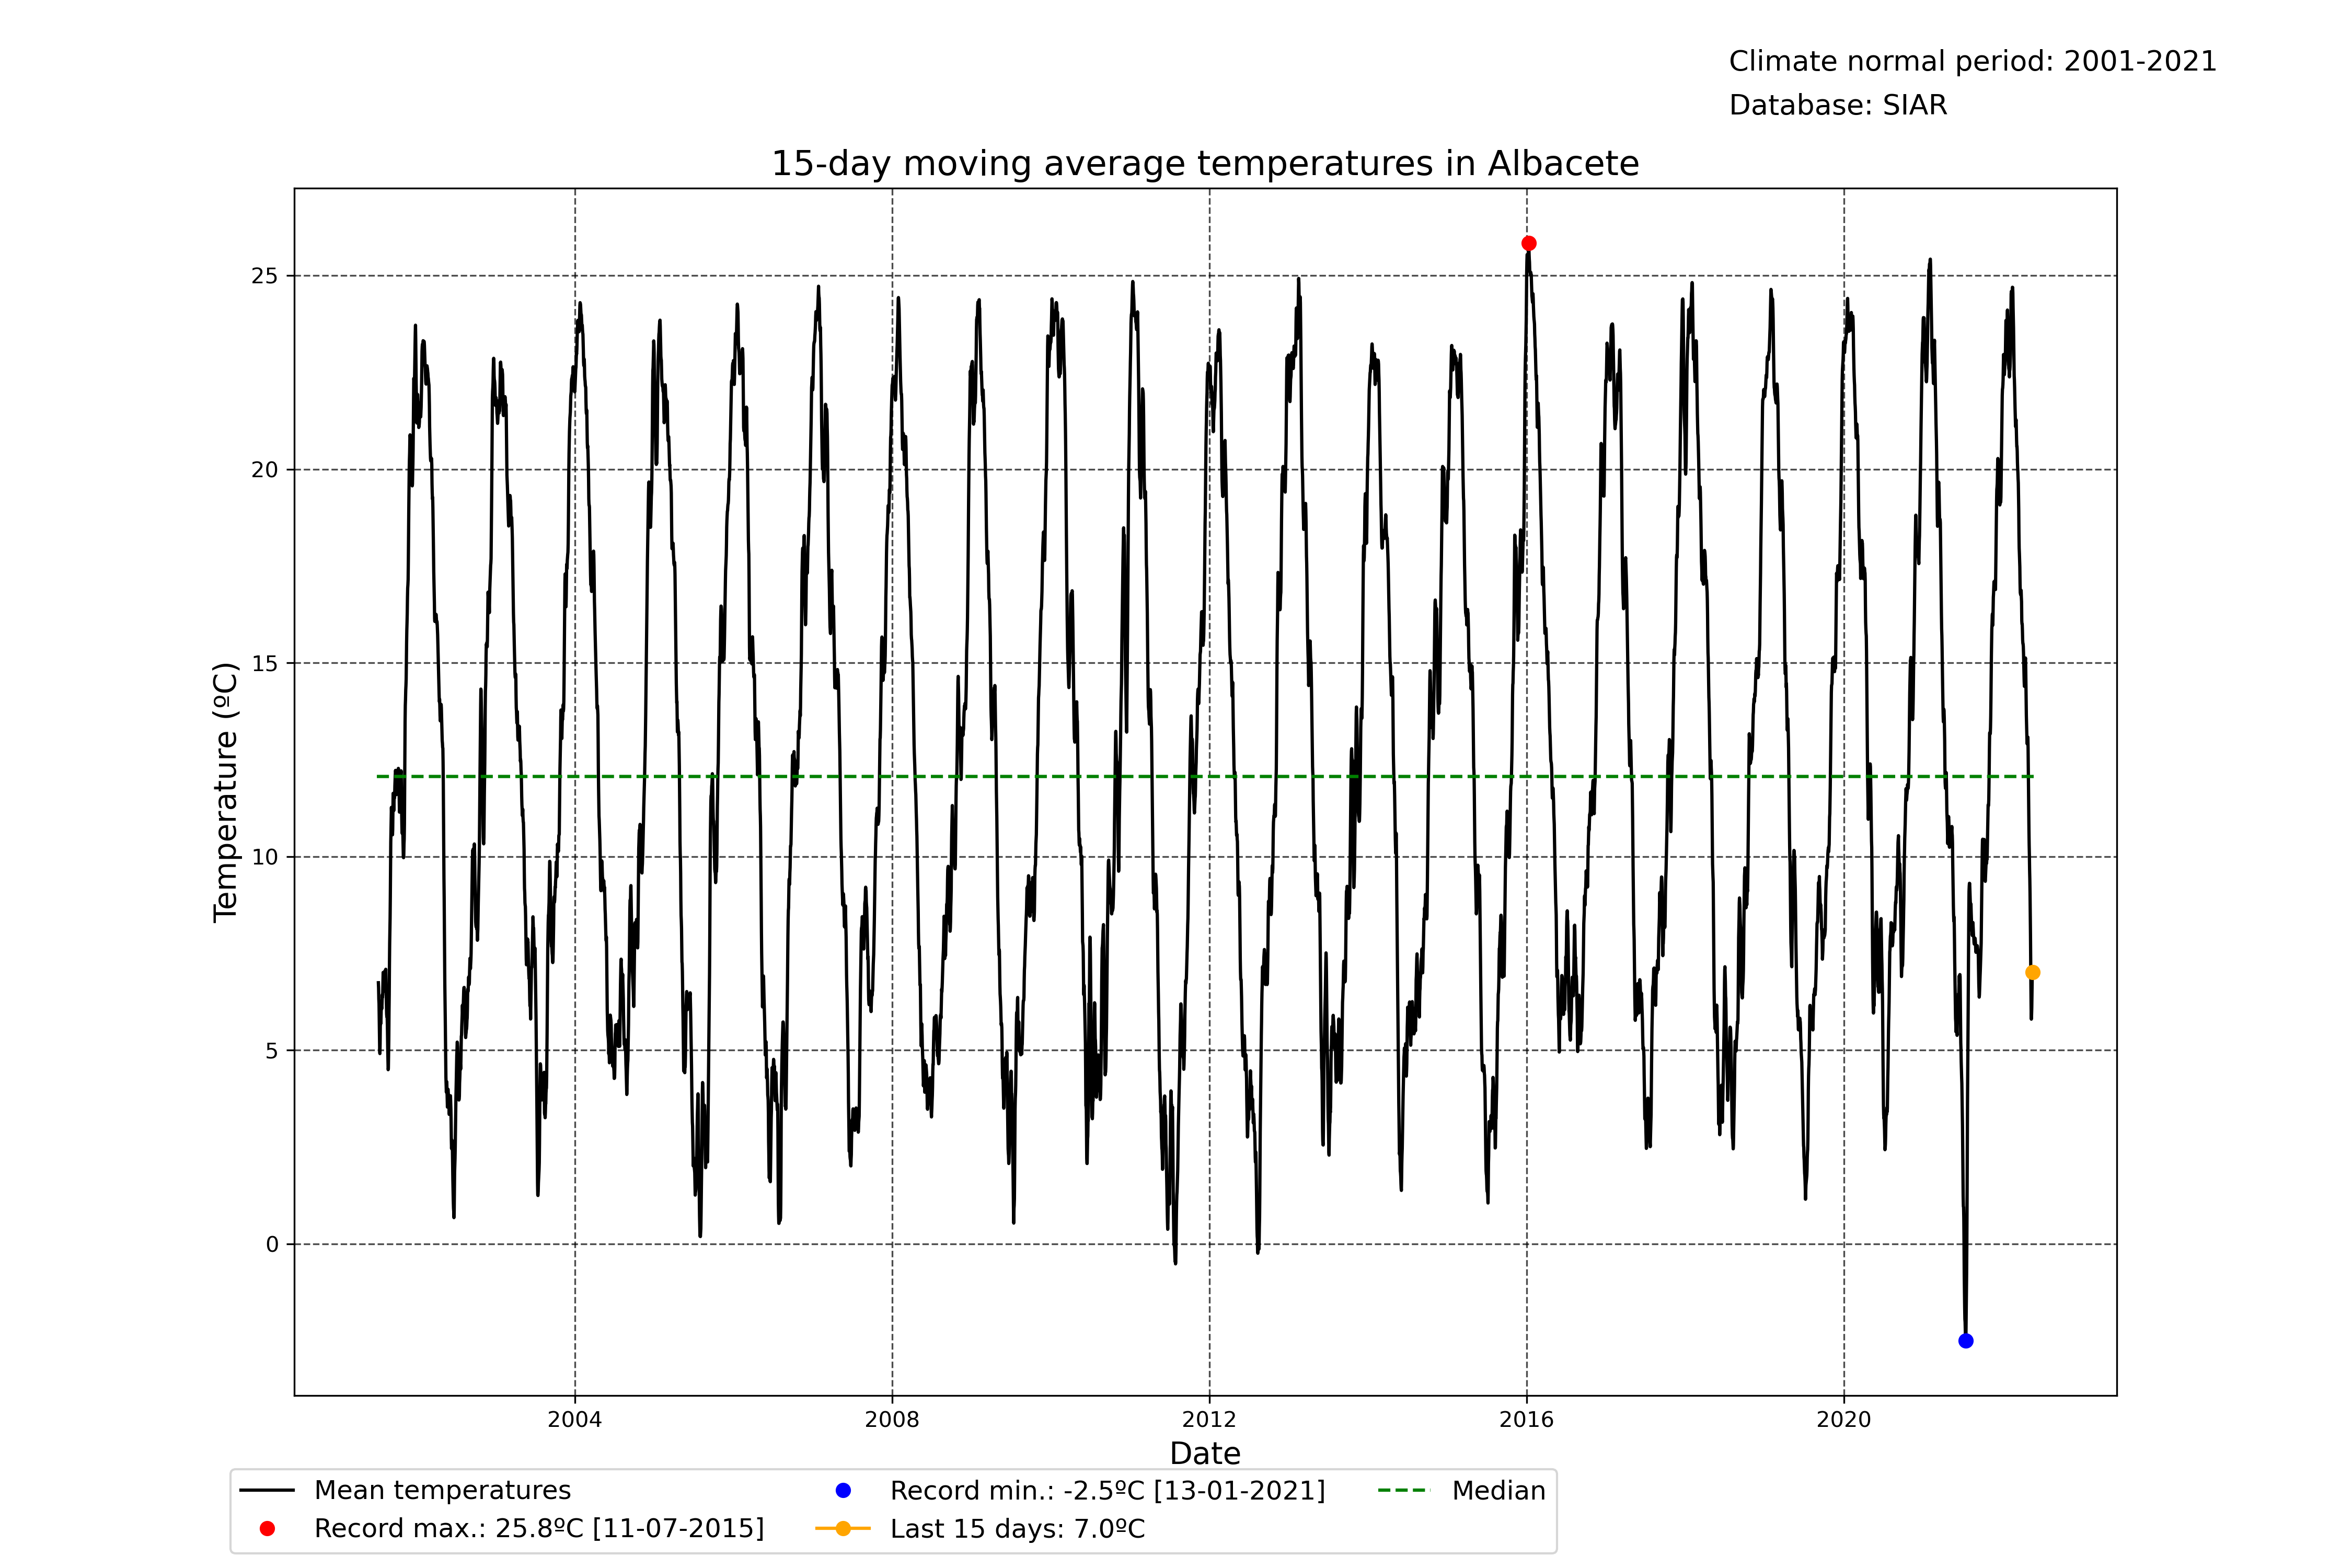 Climate normal period: 2001-2021
Database: SIAR
15-day moving average temperatures in Albacete
25
20
15
10
5
0
Temperature (ºC)
2004 2008 2012 2016 2020
Date
Mean temperatures
Record max.: 25.8ºC [11-07-2015]
Record min.: -2.5ºC [13-01-2021]
Last 15 days: 7.0ºC
Median